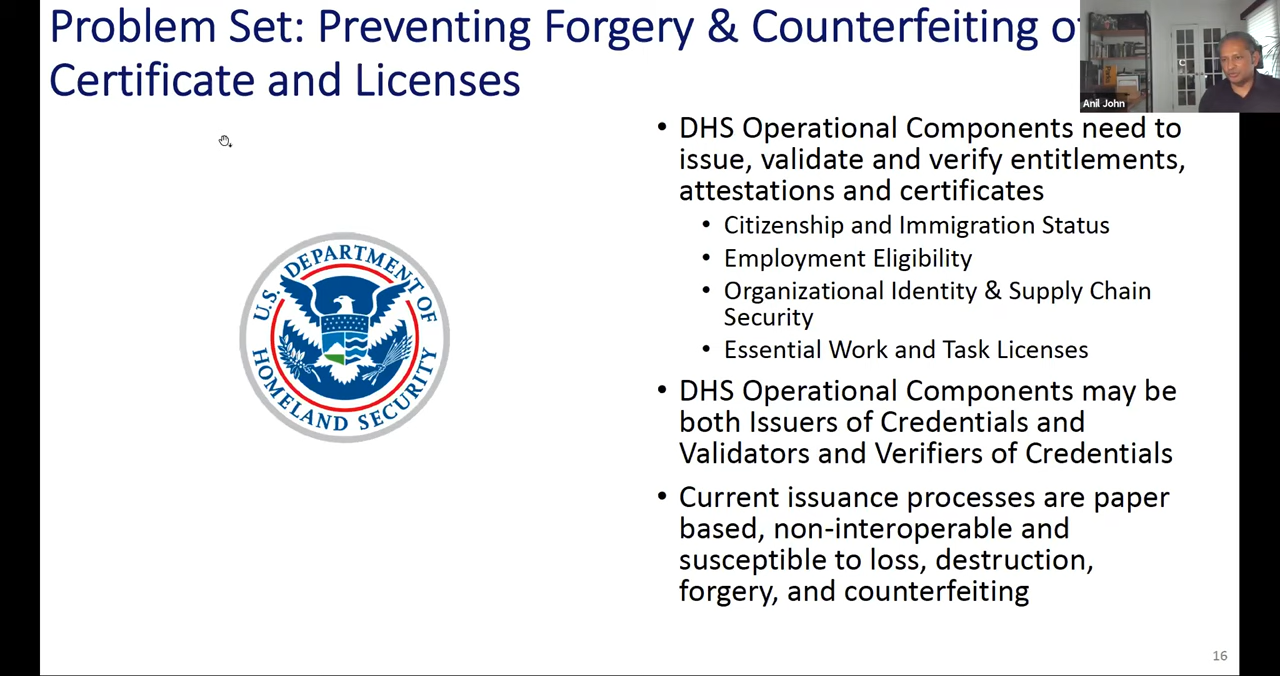 Problem Set: Preventing Forgery & Counterfeiting o
Certificate and Licenses
Anil John
• DHS Operational Components need to
issue, validate and verify entitlements,
attestations and certificates
• Citizenship and Immigration Status
• Employment Eligibility
• Organizational Identity & Supply Chain
Security
• Essential Work and Task Licenses
• DHS Operational Components may be
both Issuers of Credentials and
Validators and Verifiers of Credentials
• Current issuance processes are paper
based, non-interoperable and
susceptible to loss, destruction,
forgery, and counterfeiting
U.S. DEPARTMENT OF
HOMELAND SECURITY
16